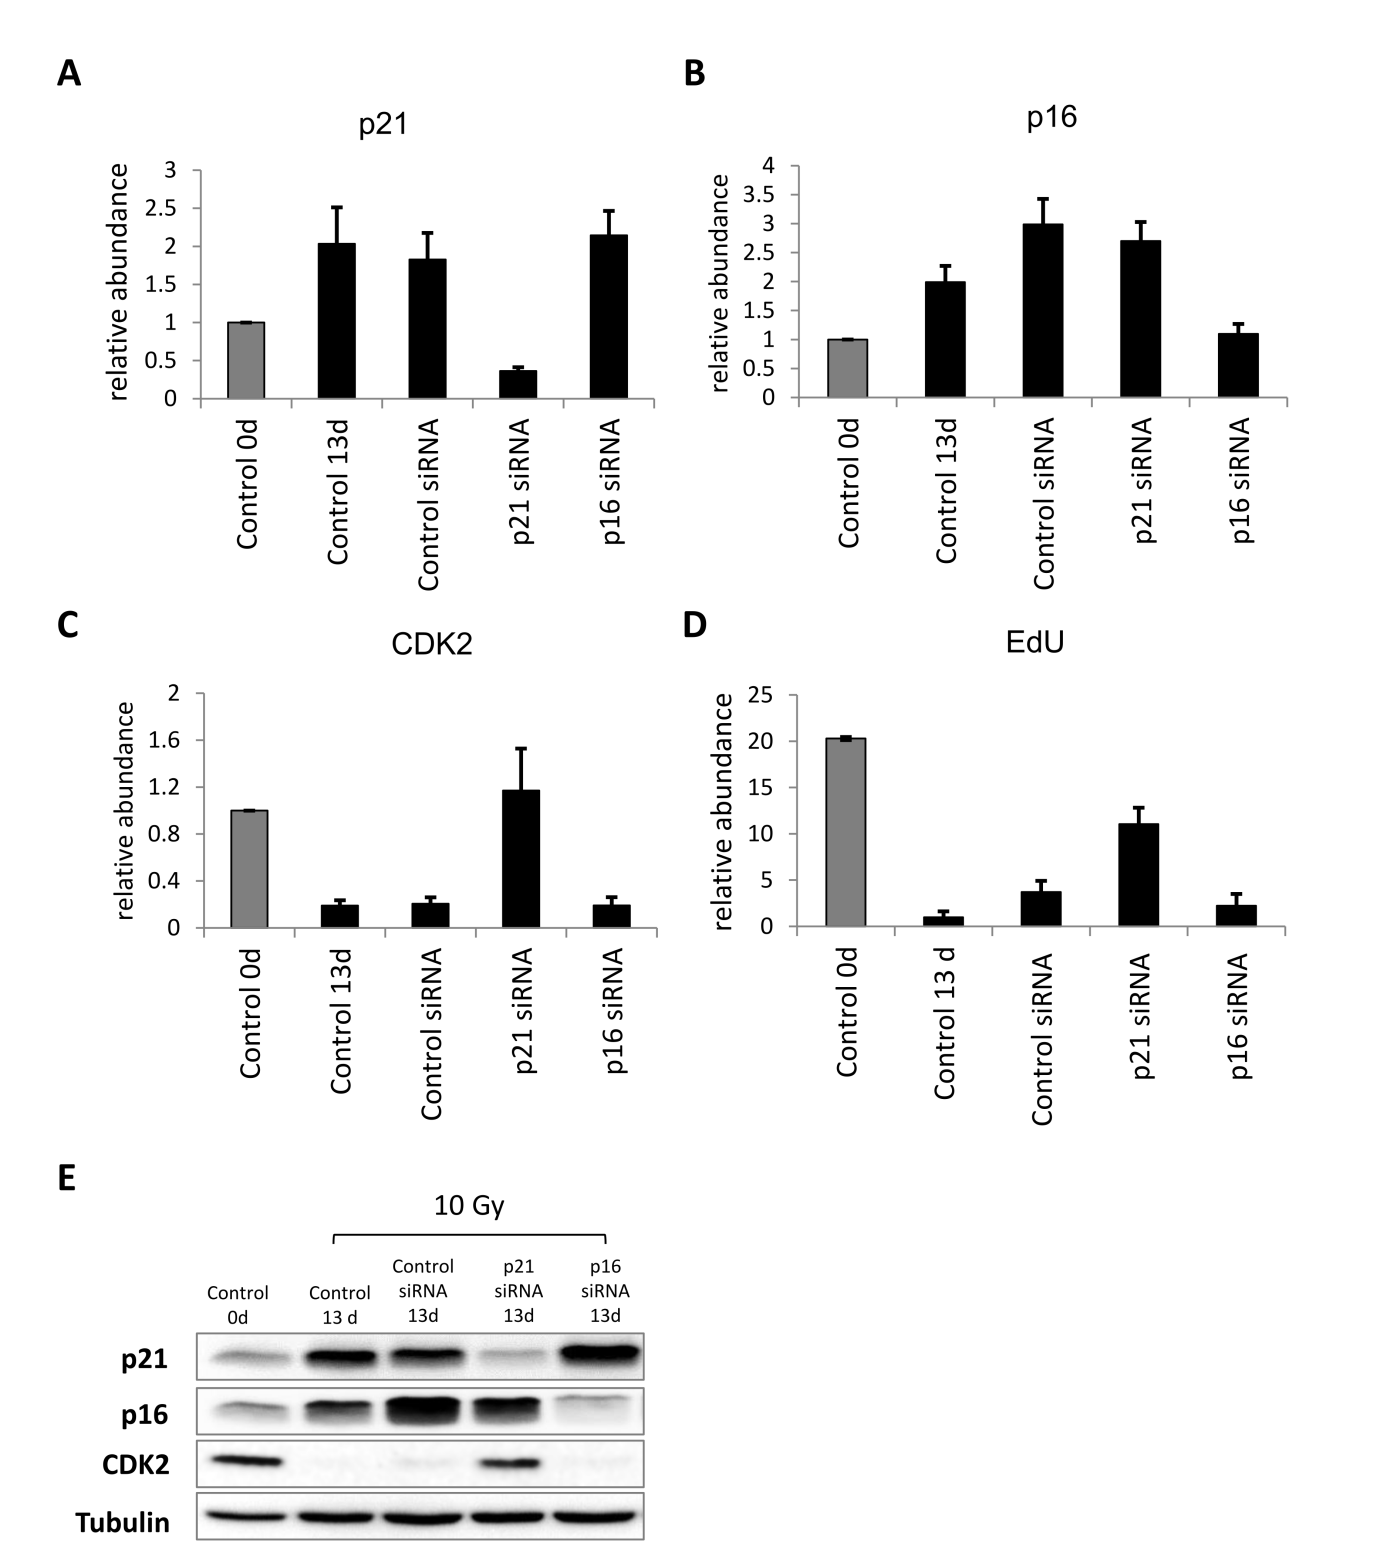 A
p21
relative abundance
3
2.5
2
1.5
1
0.5
0
Control 0d
Control 13d
Control siRNA
p21 siRNA
p16 siRNA
B
p16
relative abundance
4
3.5
3
2.5
2
1.5
1
0.5
0
Control 0d
Control 13d
Control siRNA
p21 siRNA
p16 siRNA
C
CDK2
relative abundance
2
1.6
1.2
0.8
0.4
0
Control 0d
Control 13d
Control siRNA
p21 siRNA
p16 siRNA
D
EdU
relative abundance
25
20
15
10
5
0
Control 0d
Control 13 d
Control siRNA
p21 siRNA
p16 siRNA
E
10 Gy
Control
0d
Control
13 d
Control
siRNA
13d
p21
siRNA
13d
p16
siRNA
13d
p21
p16
CDK2
Tubulin